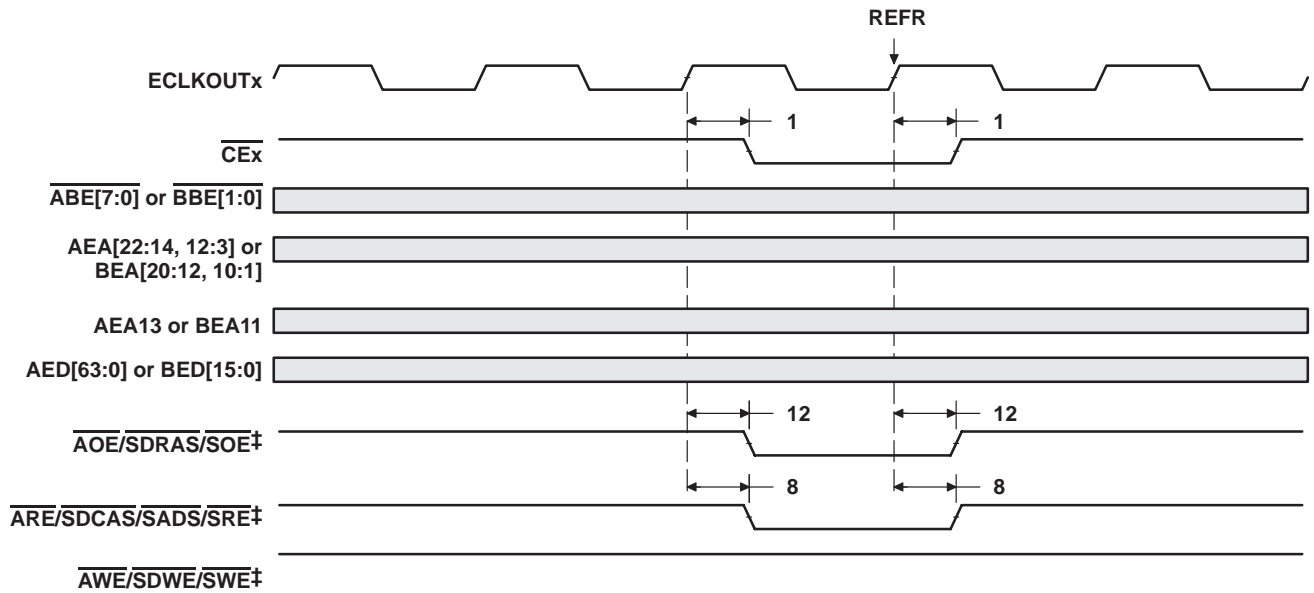 REFR
ECLKOUTx
1 1
CEx
ABE[7:0] or BBE[1:0]
AEA[22:14, 12:3] or
BEA[20:12, 10:1]
AEA13 or BEA11
AED[63:0] or BED[15:0]
12 12
AOE/SDRAS/SOE‡
8 8
ARE/SDCAS/SADS/SRE‡
AWE/SDWE/SWE‡